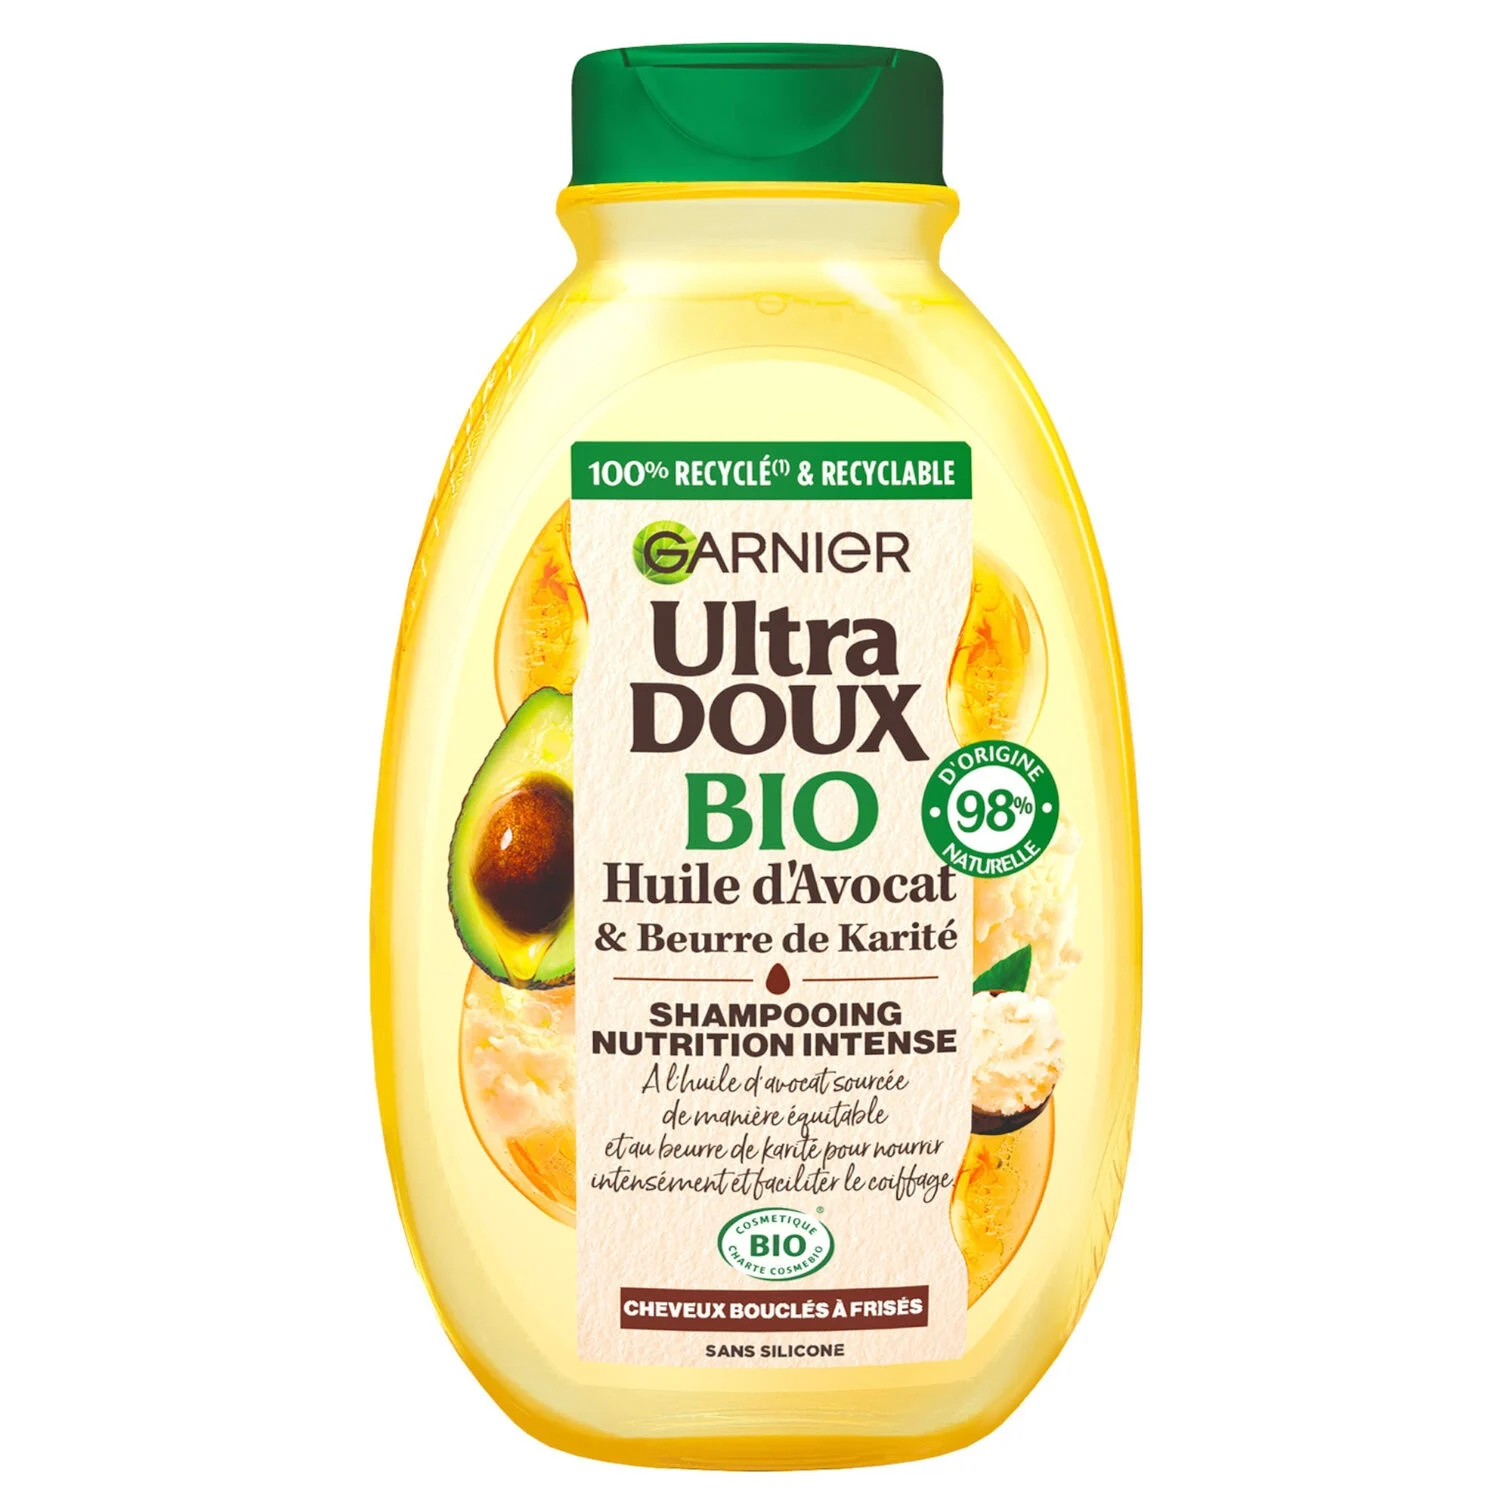 100% RECYCLÉ(1) & RECYCLABLE
GARNIER
Ultra
DOUX
BIO
D'ORIGINE
98%
NATURELLE
Huile d'Avocat
& Beurre de Karité
SHAMPOOING
NUTRITION INTENSE
A l'huile d'avocat sourcée
de manière équitable
et au beurre de karité pour nourrir
intensément et faciliter le coiffage.
COSMETIQUE ®
BIO
CHARTE COSMEBIO
CHEVEUX BOUCLÉS À FRISÉS
SANS SILICONE